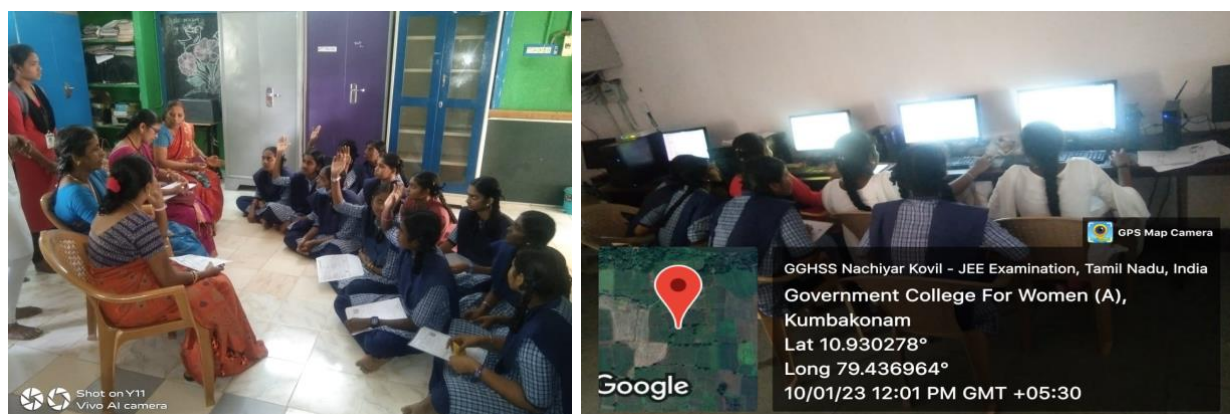 Shot on Y11
Vivo AI camera
GPS Map Camera
GGHSS Nachiyar Kovil - JEE Examination, Tamil Nadu, India
Government College For Women (A),
Kumbakonam
Lat 10.930278°
Long 79.436964°
10/01/23 12:01 PM GMT +05:30
Google